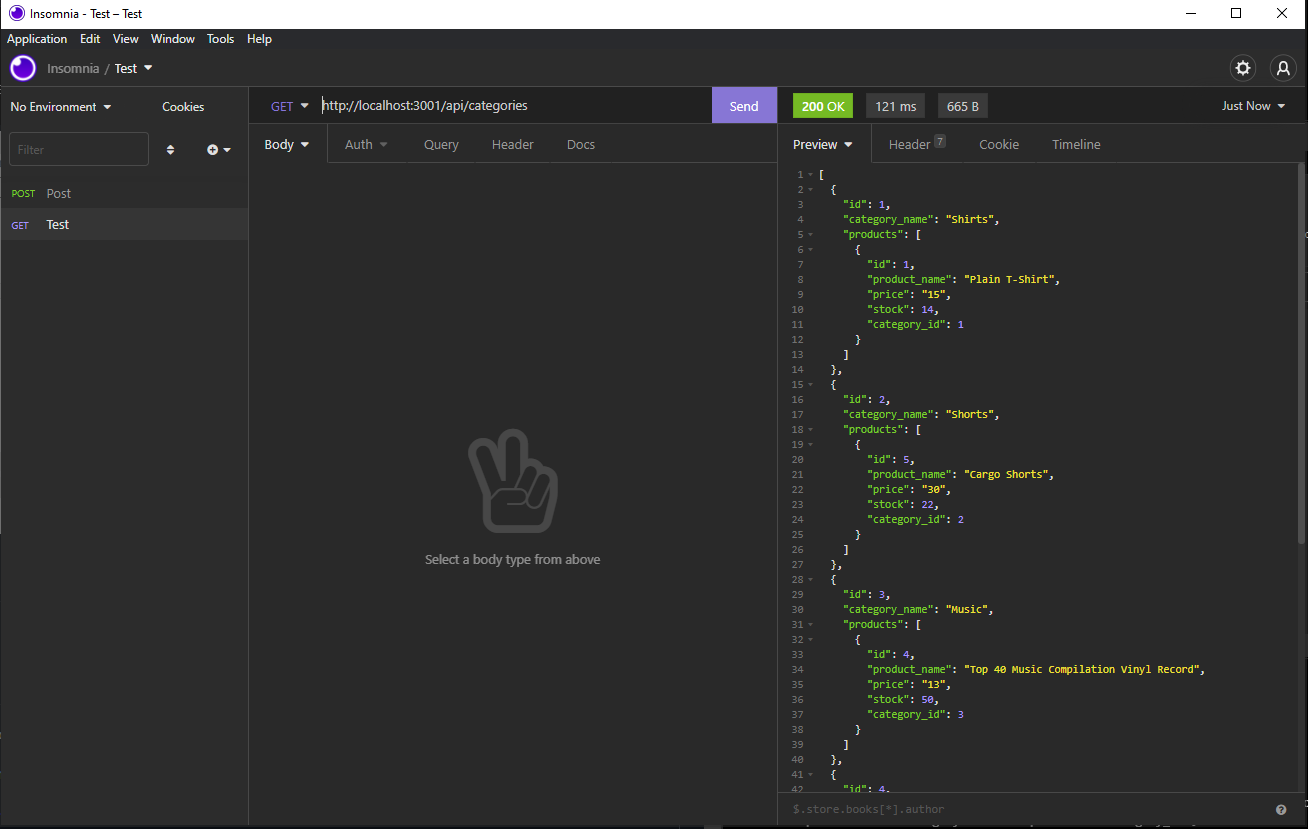 Insomnia - Test – Test
Application Edit View Window Tools Help
Insomnia / Test
No Environment Cookies
Filter
POST Post
GET Test
GET http://localhost:3001/api/categories Send
Body Auth Query Header Docs
Select a body type from above
200 OK 121 ms 665 B Just Now
Preview Header 7 Cookie Timeline
1 [
2 {
3 "id": 1,
4 "category_name": "Shirts",
5 "products": [
6 {
7 "id": 1,
8 "product_name": "Plain T-Shirt",
9 "price": "15",
10 "stock": 14,
11 "category_id": 1
12 }
13 ]
14 },
15 {
16 "id": 2,
17 "category_name": "Shorts",
18 "products": [
19 {
20 "id": 5,
21 "product_name": "Cargo Shorts",
22 "price": "30",
23 "stock": 22,
24 "category_id": 2
25 }
26 ]
27 },
28 {
29 "id": 3,
30 "category_name": "Music",
31 "products": [
32 {
33 "id": 4,
34 "product_name": "Top 40 Music Compilation Vinyl Record",
35 "price": "13",
36 "stock": 50,
37 "category_id": 3
38 }
39 ]
40 },
41 {
42 "id": 4,
$.store.books[*].author